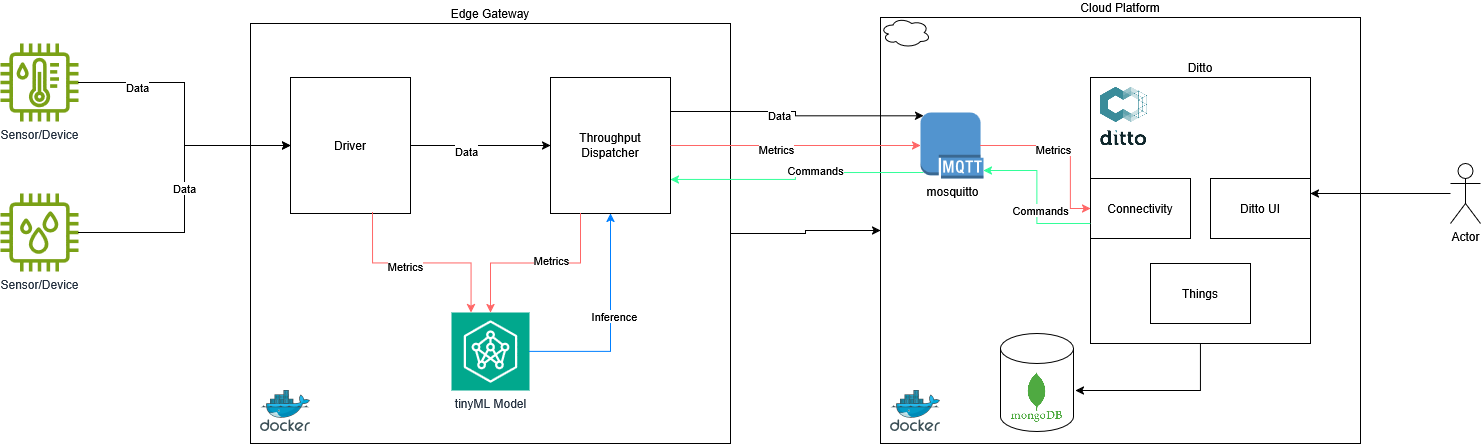 Edge Gateway
Cloud Platform
Ditto
Sensor/Device
Data
Data
Sensor/Device
Driver
Data
Throughput
Dispatcher
Metrics
Metrics
Inference
tinyML Model
docker
Data
Metrics
Commands
MQTT
mosquitto
Metrics
Commands
ditto
Connectivity
Ditto UI
Things
mongoDB
docker
Actor